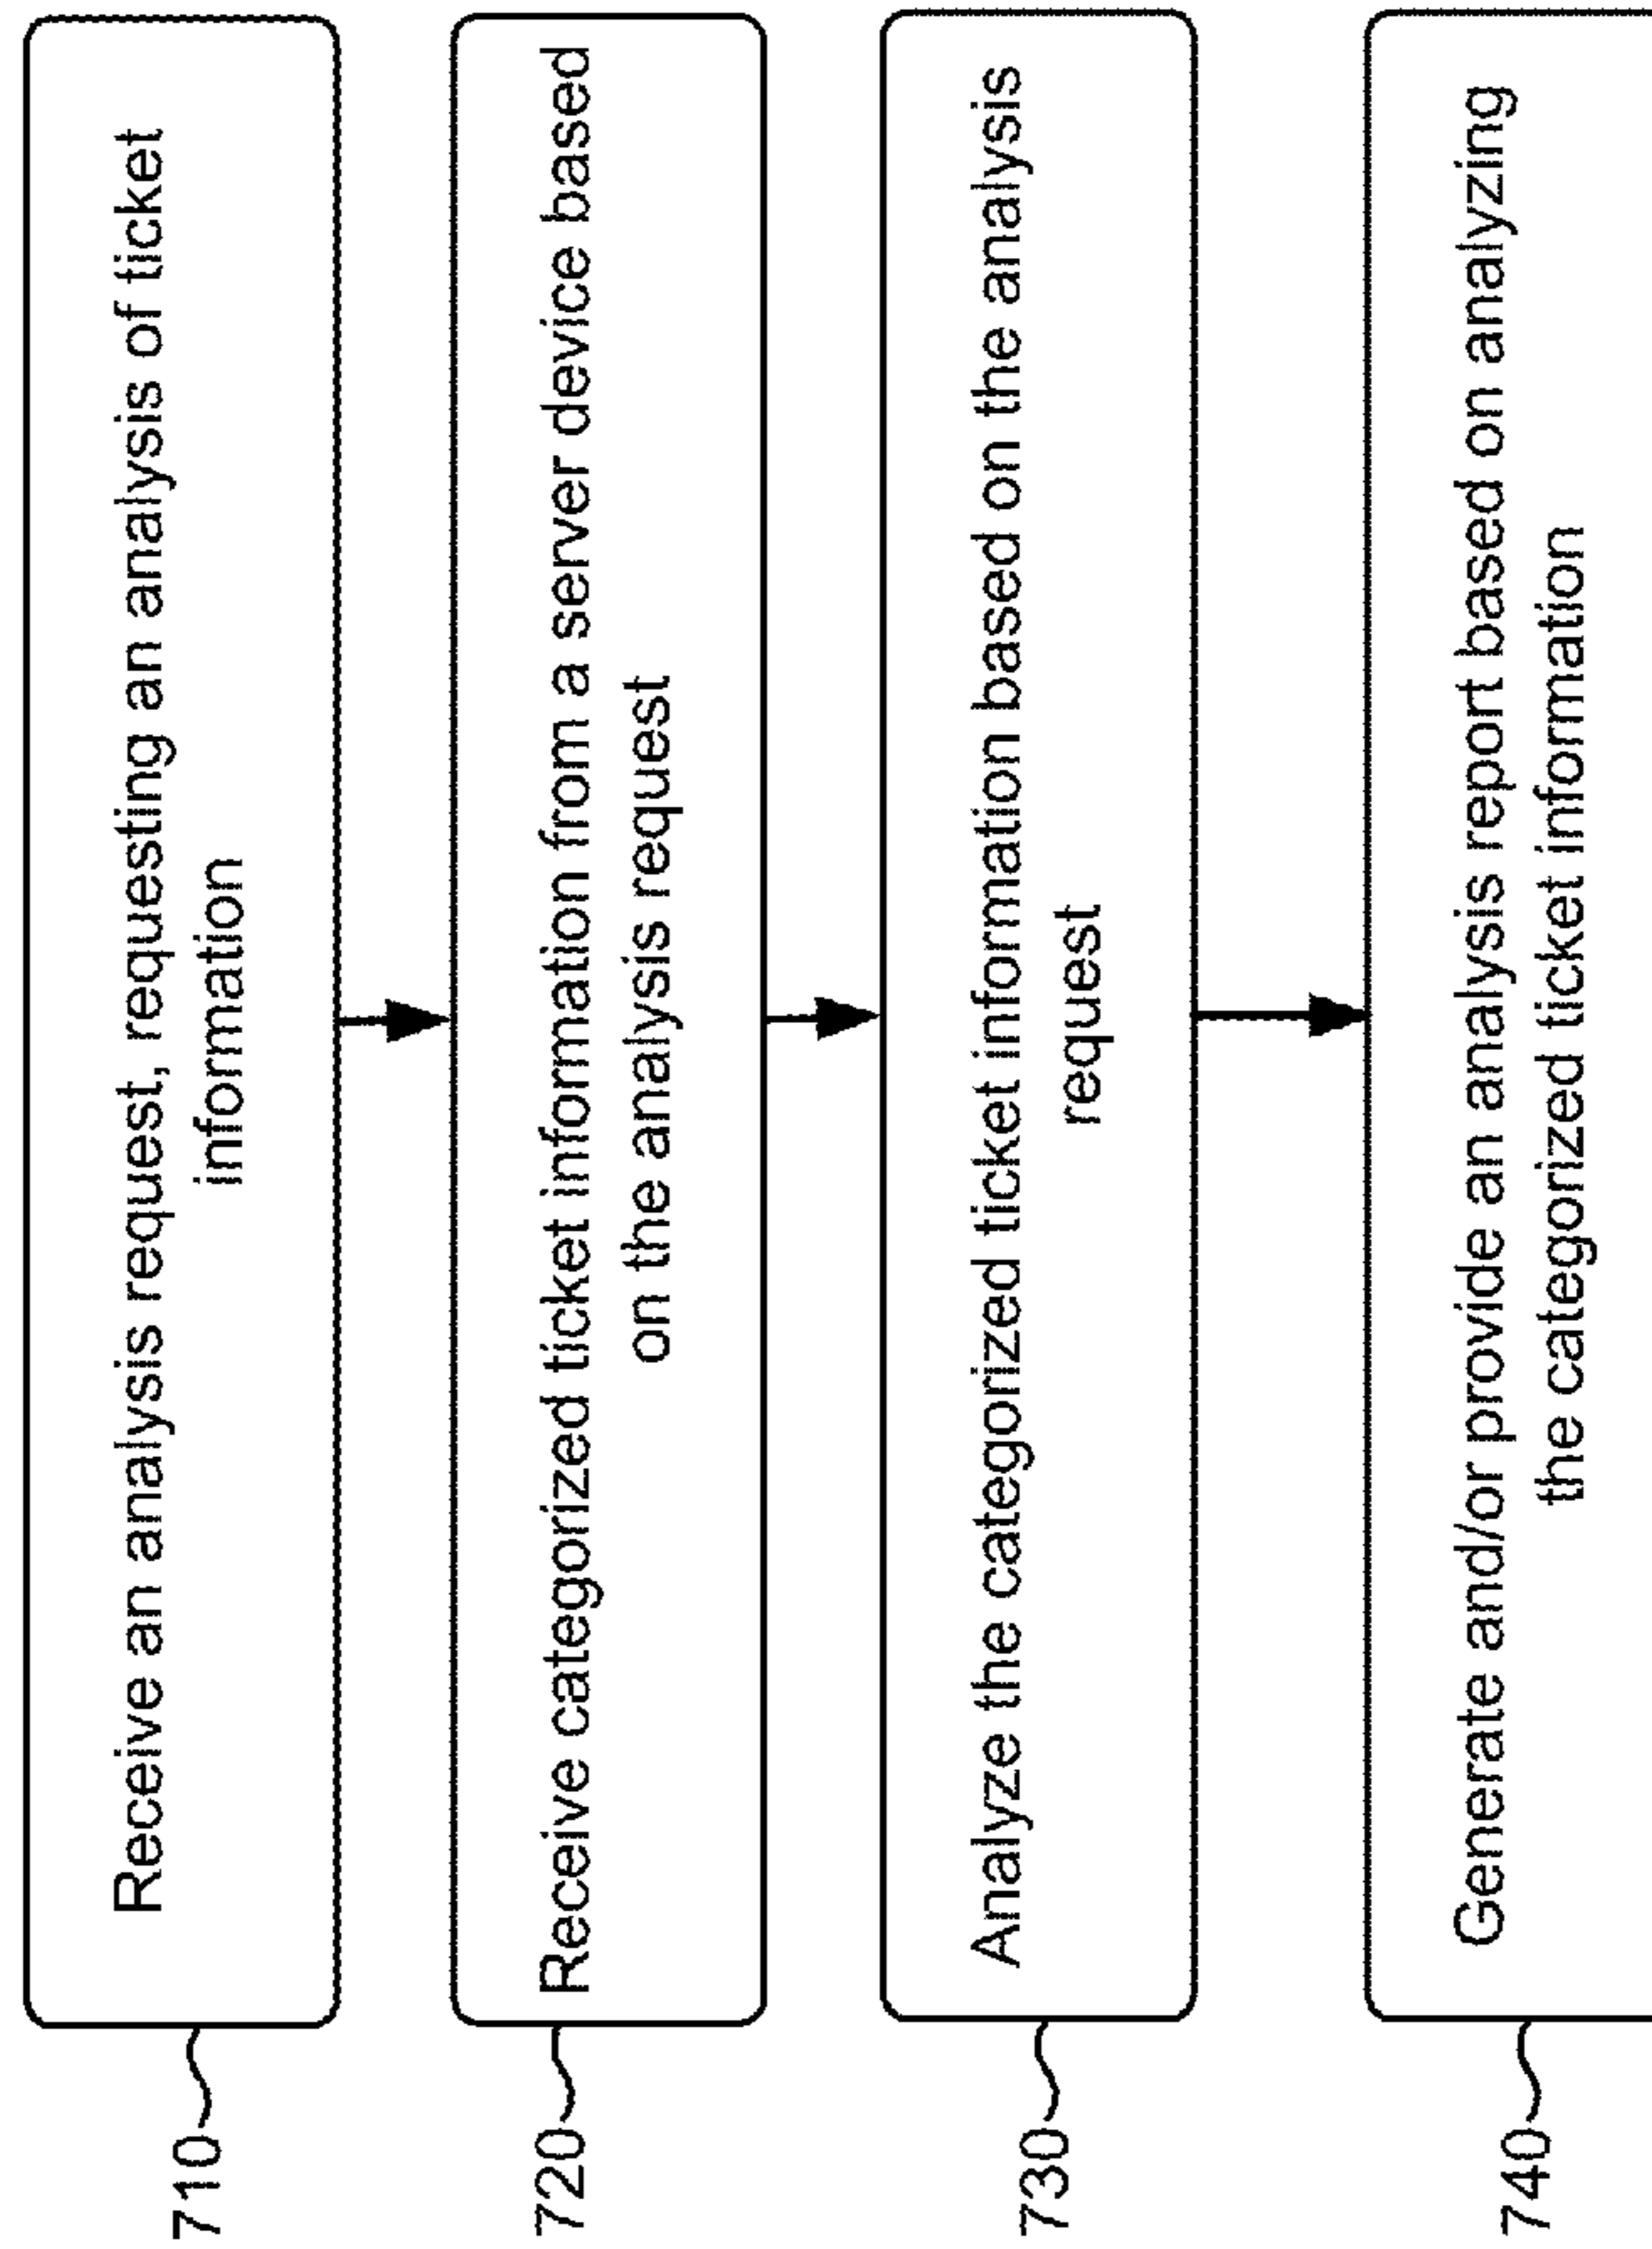 710
Receive an analysis request, requesting an analysis of ticket
information
720
Receive categorized ticket information from a server device based
on the analysis request
730
Analyze the categorized ticket information based on the analysis
request
740
Generate and/or provide an analysis report based on analyzing
the categorized ticket information